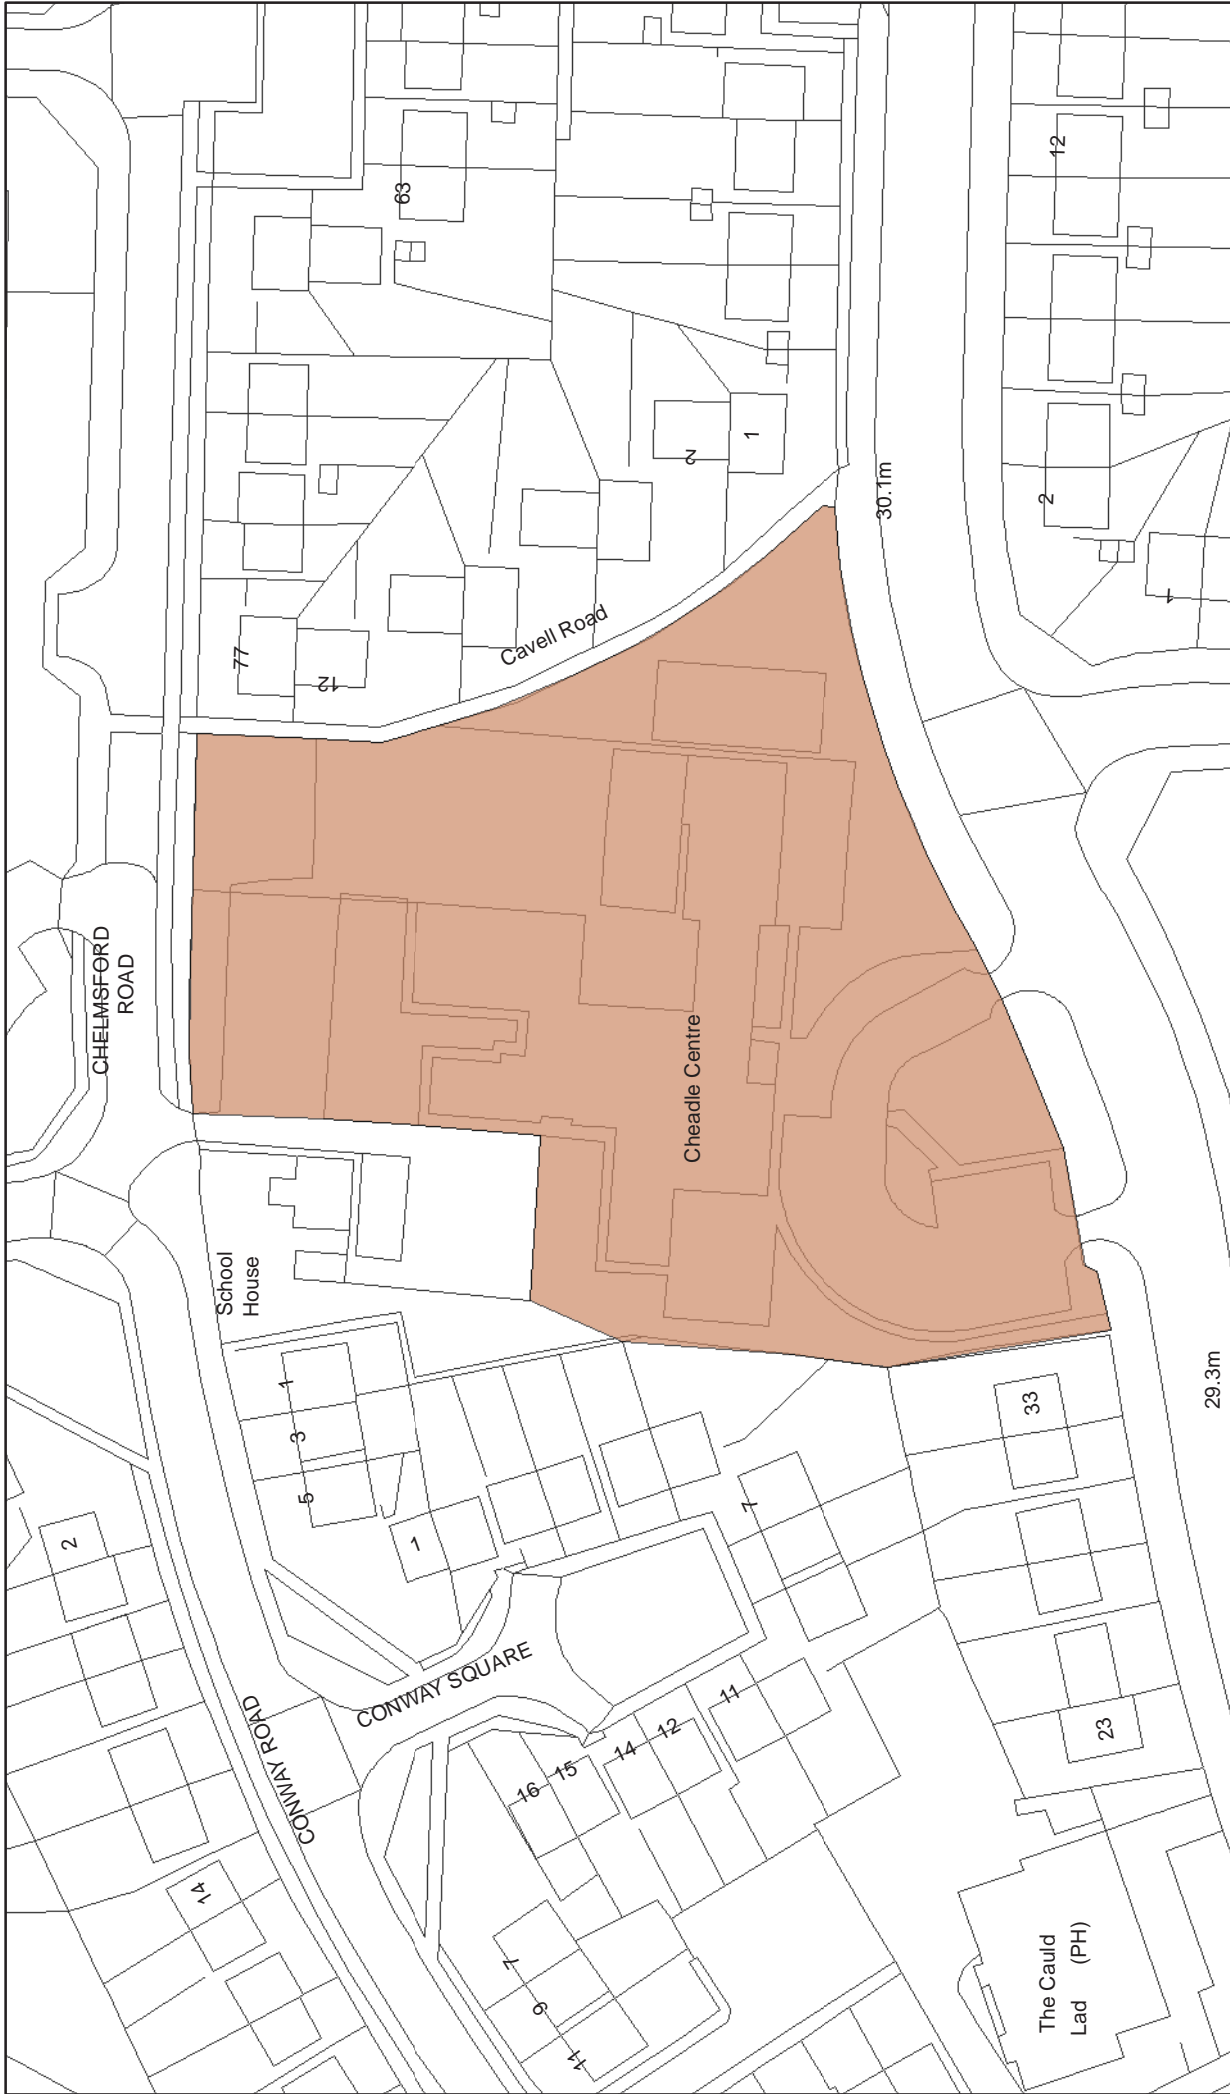 63
12
77
12
2
1
2
1
30.1m
Cavell Road
CHELMSFORD
ROAD
Cheadle Centre
School
House
1
3
5
1
2
7
33
29.3m
CONWAY SQUARE
CONWAY ROAD
11
12
14
15
16
23
14
7
9
11
The Cauld
Lad (PH)